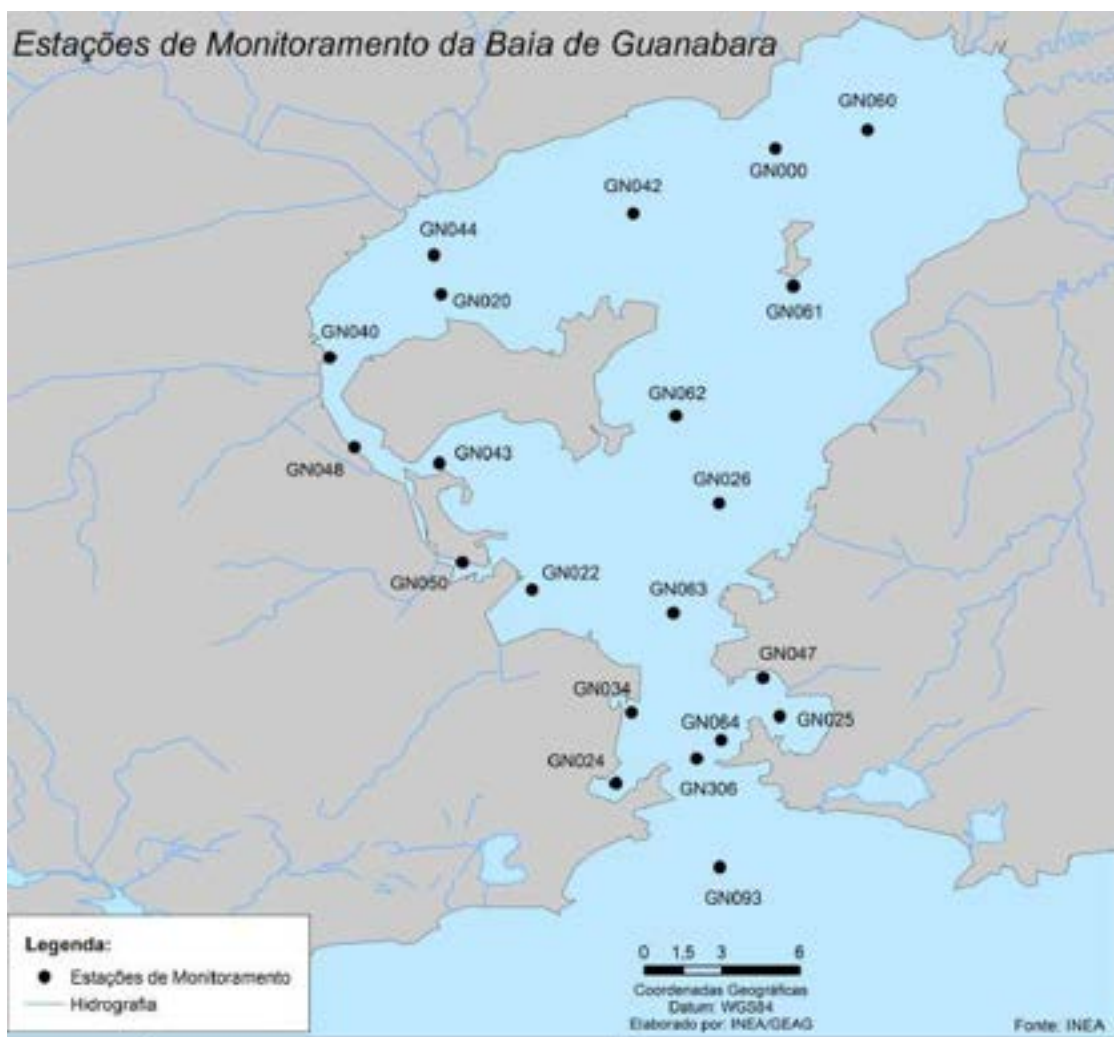 Estações de Monitoramento da Baia de Guanabara
GN060
GN000
GN042
GN044
GN020
GN061
GN040
GN062
GN048
GN043
GN026
GN050
GN022
GN063
GN047
GN034
GN025
GN064
GN024
GN306
GN093
Legenda:
Estações de Monitoramento
Hidrografia
0 1,5 3 6
Coordenadas Geográficas
Datum: WGS84
Elaborado por: INEA/GEAG
Fonte: INEA